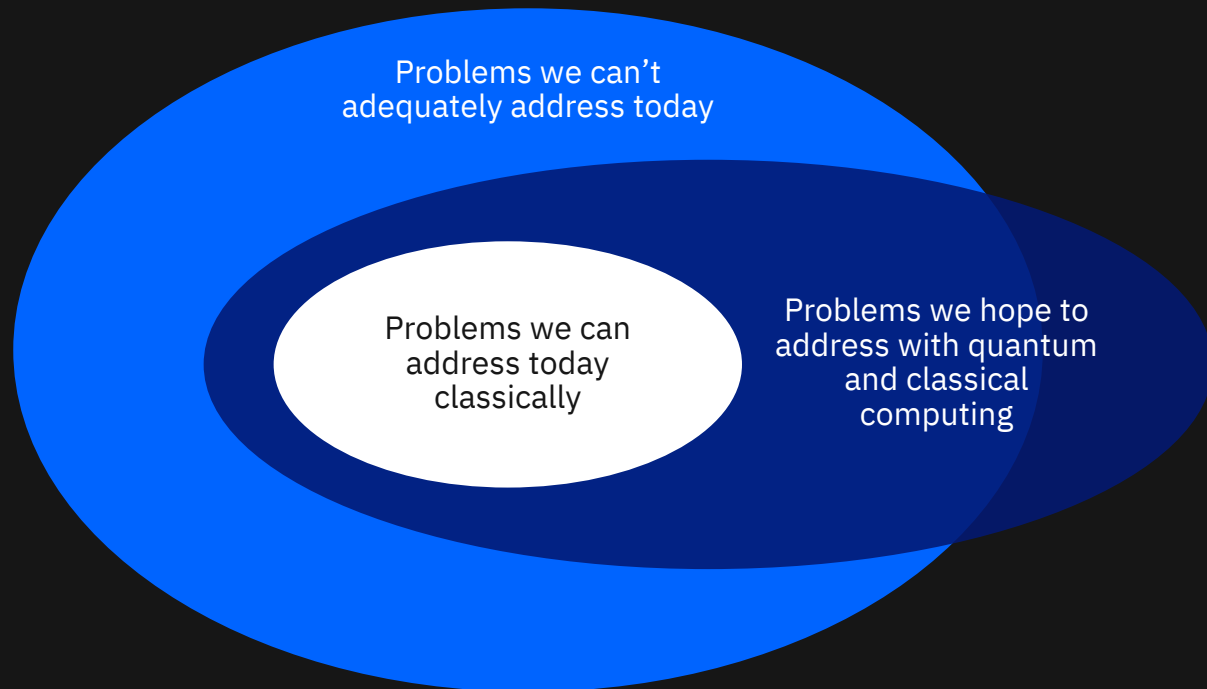 Problems we can’t
adequately address today
Problems we can
address today
classically
Problems we hope to
address with quantum
and classical
computing